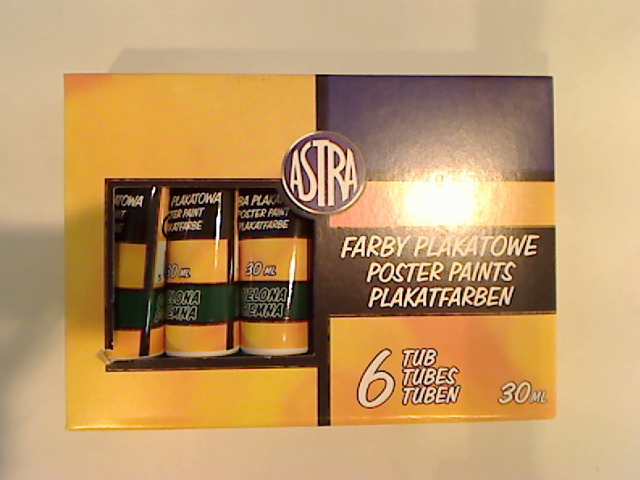 ASTRA
FARBY PLAKATOWE
POSTER PAINTS
PLAKATFARBEN
6 TUB
TUBES
TUBEN
30 ML
PLAKATOWA
POSTER PAINT
PLAKATFARBE
30 ML